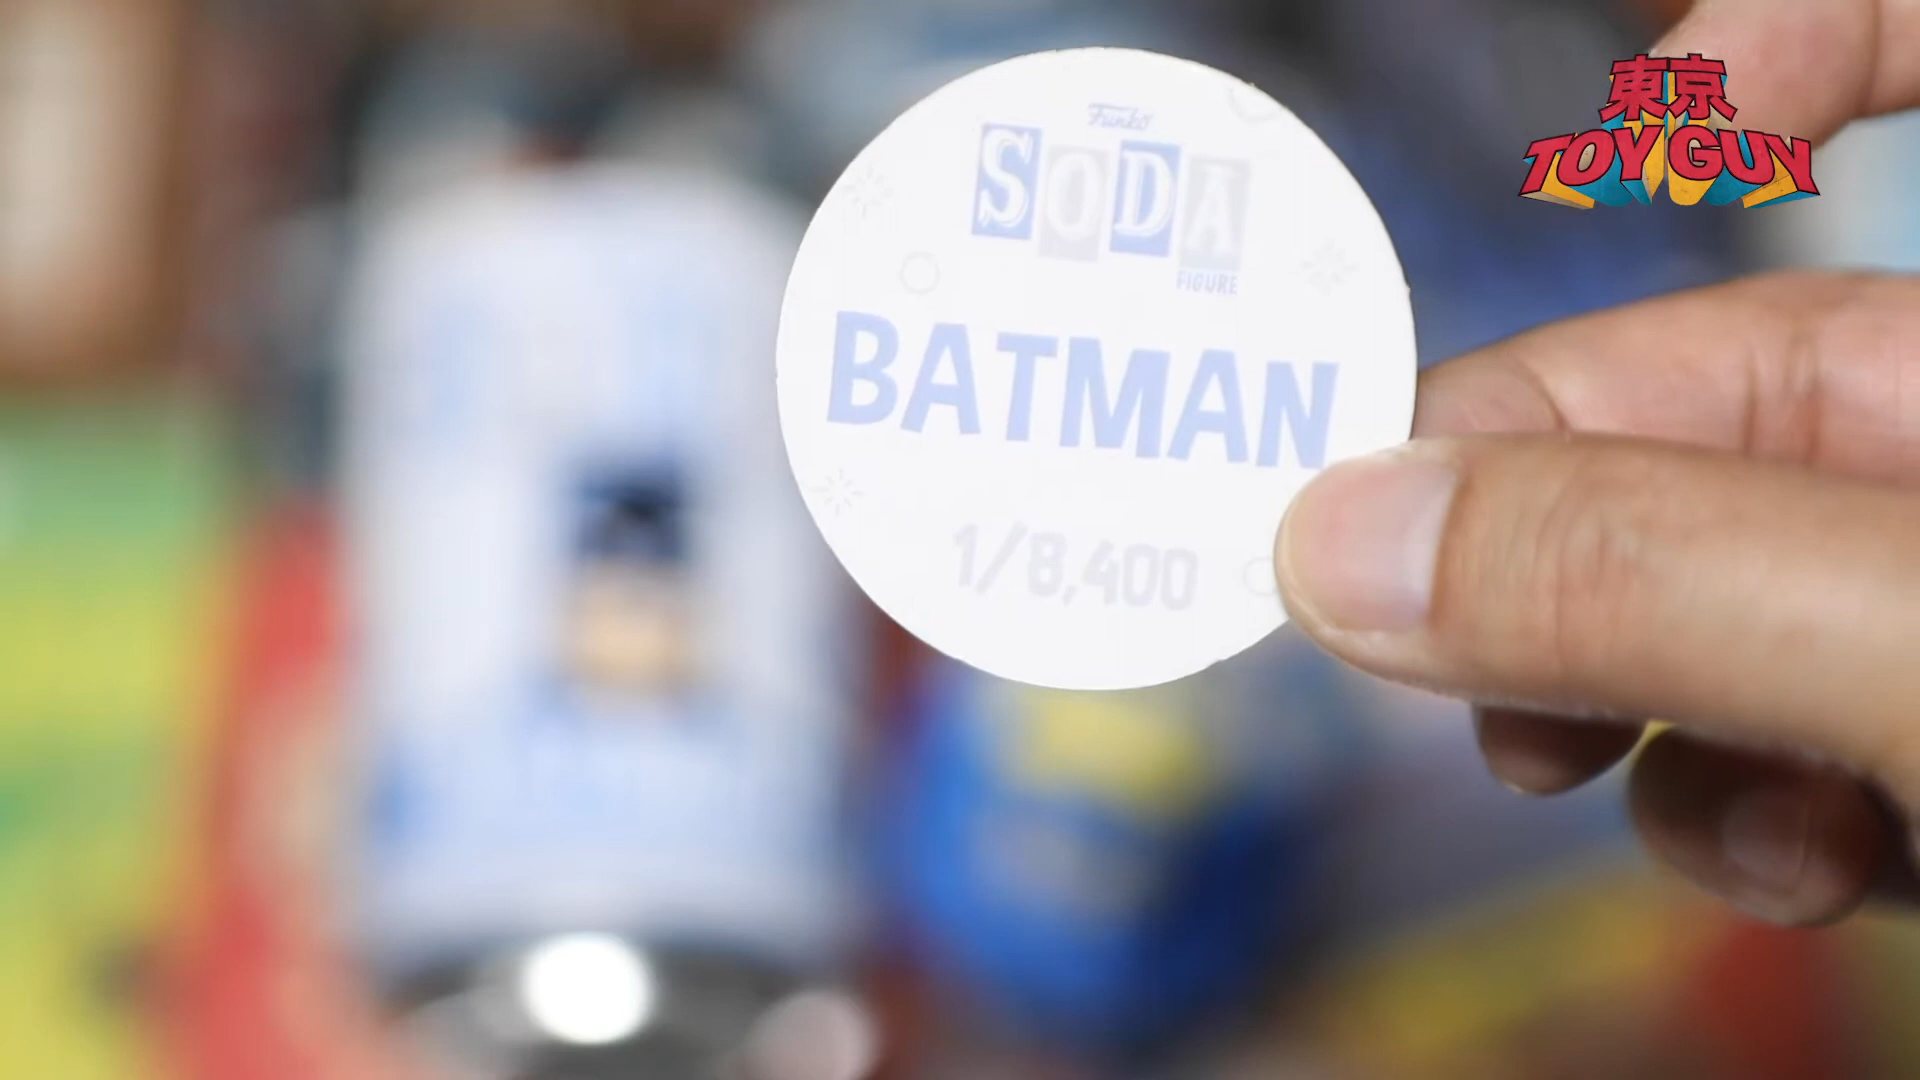 Funko
SODA
FIGURE
BATMAN
1/8,400
東京
TOY GUY